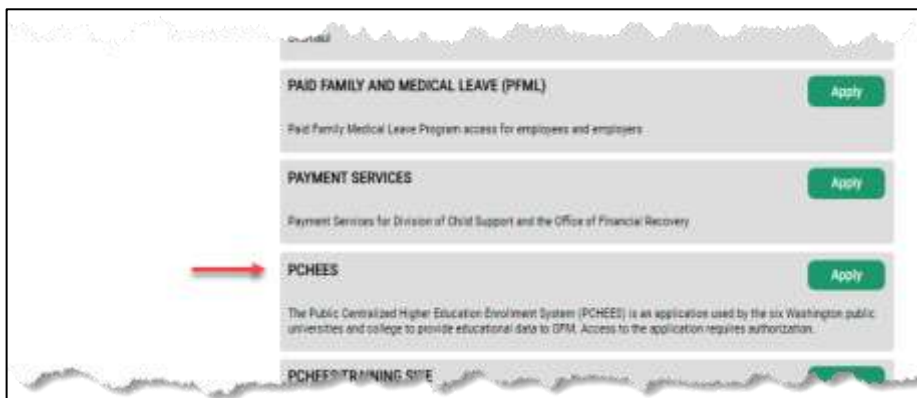 PAID FAMILY AND MEDICAL LEAVE (PFML)
Apply
Paid Family Medical Leave Program access for employees and employers
PAYMENT SERVICES
Apply
Payment Services for Division of Child Support and the Office of Financial Recovery
PCHEES
Apply
The Public Centralized Higher Education Enrollment System (PCHEES) is an application used by the six Washington public
universities and college to provide educational data to OFM. Access to the application requires authorization.
PCHEES TRAINING SITE